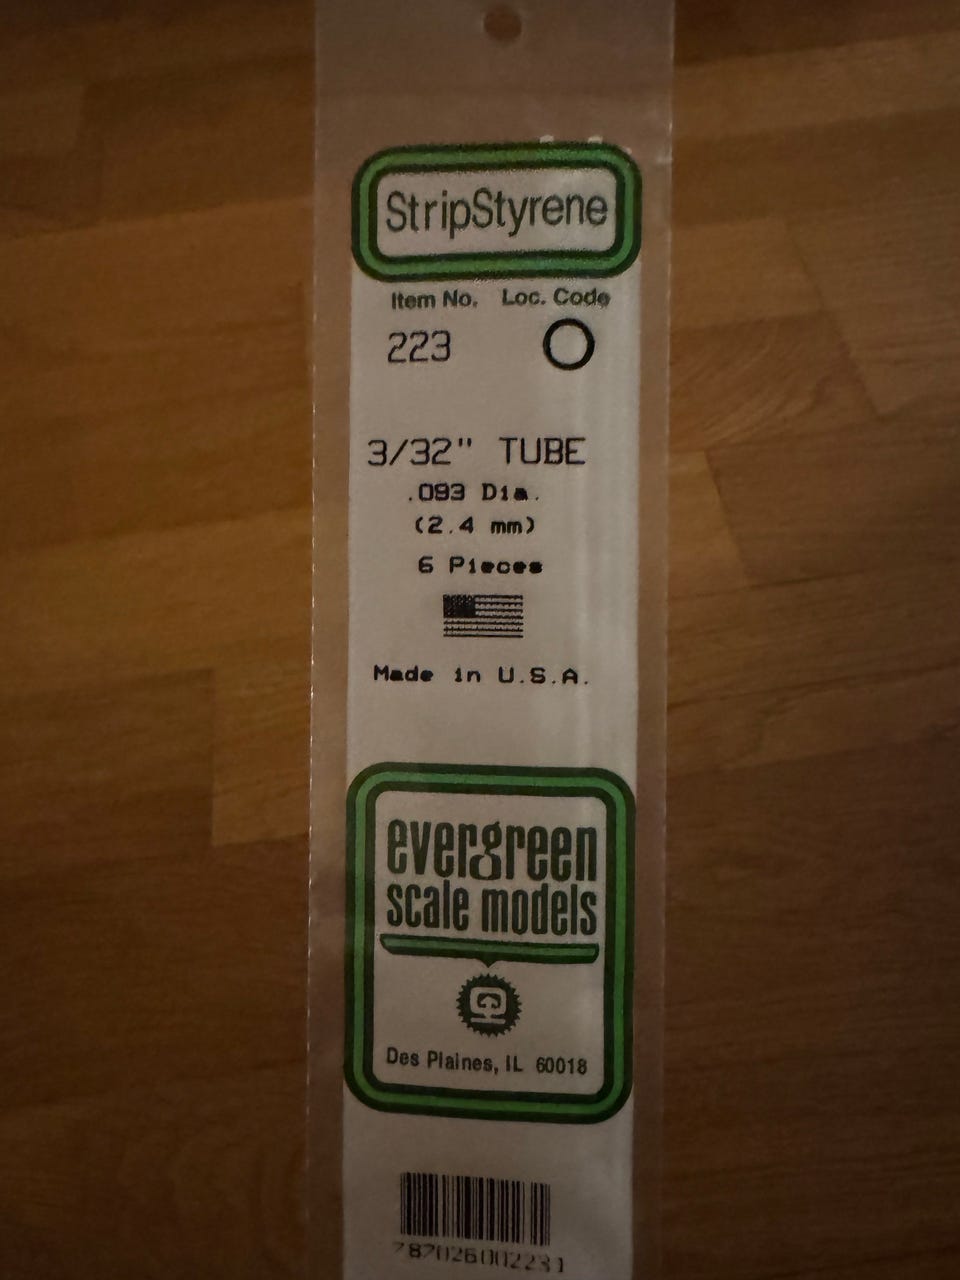 StripStyrene
Item No. Loc. Code
223
3/32" TUBE
.093 Dia.
(2.4 mm)
6 Pieces
Made in U.S.A.
evergreen
scale models
Des Plaines, IL 60018
787026002231